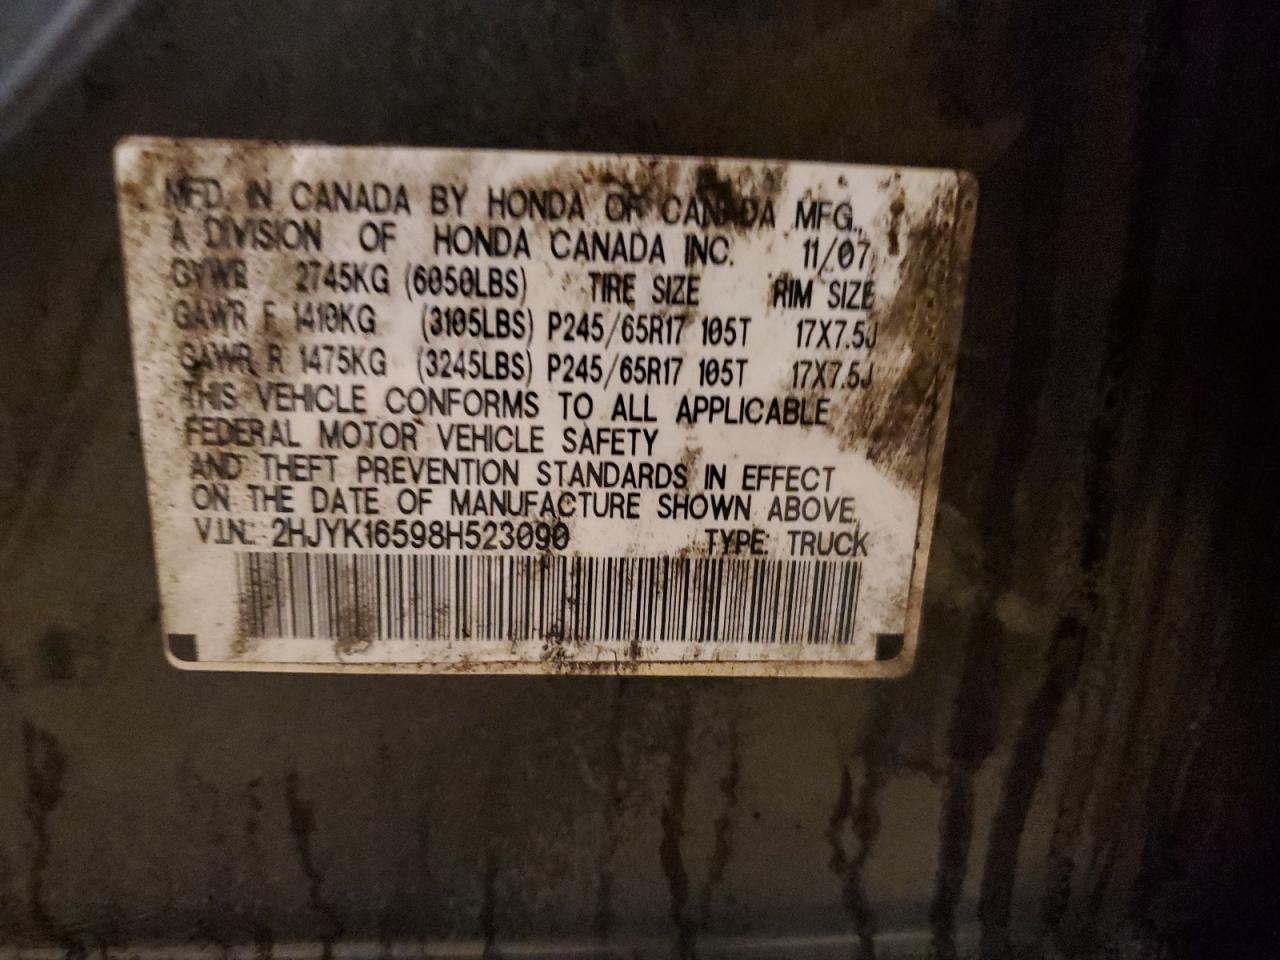 MFD. IN CANADA BY HONDA OF CANADA MFG.,
A DIVISION OF HONDA CANADA INC. 11/07
GVWR 2745KG (6050LBS) TIRE SIZE RIM SIZE
GAWR F 1410KG (3105LBS) P245/65R17 105T 17X7.5J
GAWR R 1475KG (3245LBS) P245/65R17 105T 17X7.5J
THIS VEHICLE CONFORMS TO ALL APPLICABLE
FEDERAL MOTOR VEHICLE SAFETY
AND THEFT PREVENTION STANDARDS IN EFFECT
ON THE DATE OF MANUFACTURE SHOWN ABOVE.
V.I.N.: 2HJYK16598H523090 TYPE: TRUCK